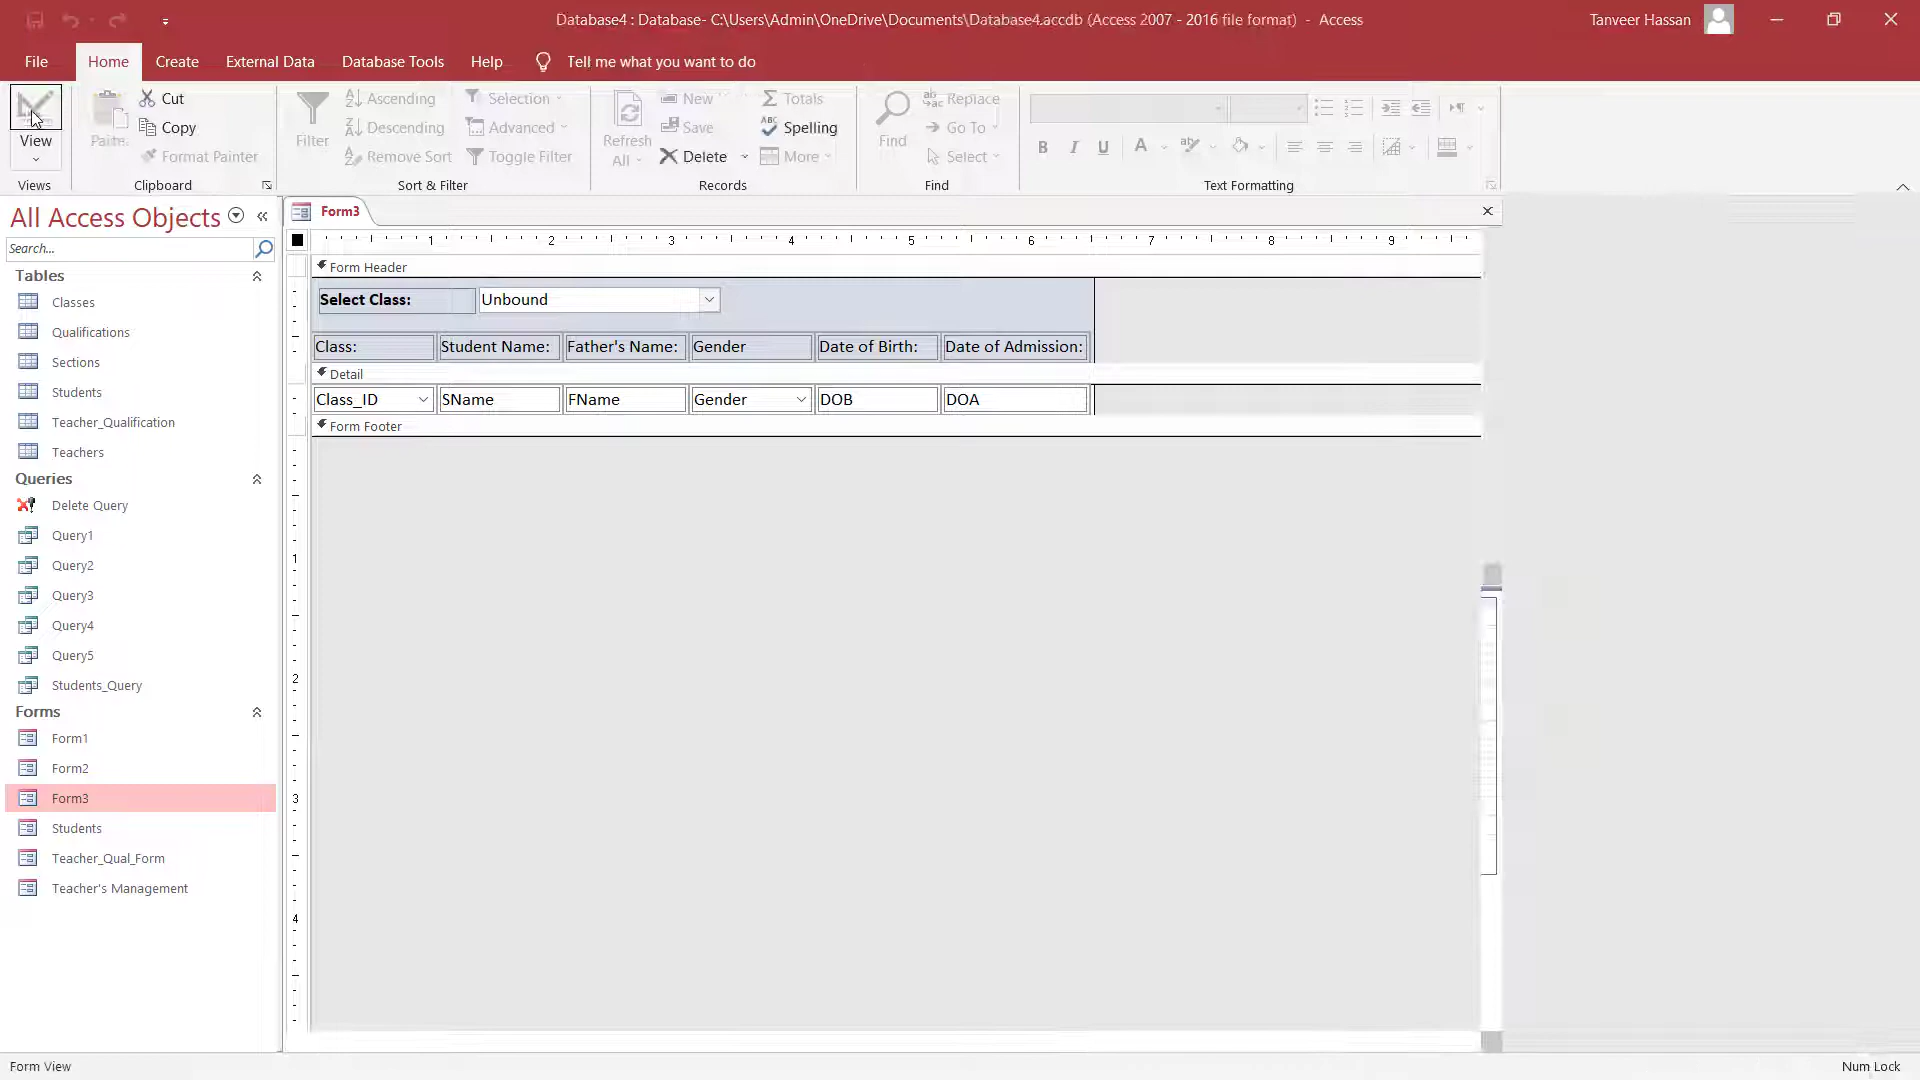 Database4 : Database- C:\Users\Admin\OneDrive\Documents\Database4.accdb (Access 2007 - 2016 file format) - Access
Tanveer Hassan
File Home Create External Data Database Tools Help Tell me what you want to do
View
Views
Paste
Cut
Copy
Format Painter
Clipboard
Filter
Ascending
Descending
Remove Sort
Selection
Advanced
Toggle Filter
Sort & Filter
Refresh
All
New
Save
Delete
Totals
Spelling
More
Records
Find
Replace
Go To
Select
Find
B I U A
Text Formatting
All Access Objects
Search...
Tables
Classes
Qualifications
Sections
Students
Teacher_Qualification
Teachers
Queries
Delete Query
Query1
Query2
Query3
Query4
Query5
Students_Query
Forms
Form1
Form2
Form3
Students
Teacher_Qual_Form
Teacher's Management
Form3
1 2 3 4 5 6 7 8 9
Form Header
Select Class: Unbound
Class: Student Name: Father's Name: Gender Date of Birth: Date of Admission:
Detail
Class_ID SName FName Gender DOB DOA
Form Footer
1
2
3
4
Form View
Num Lock